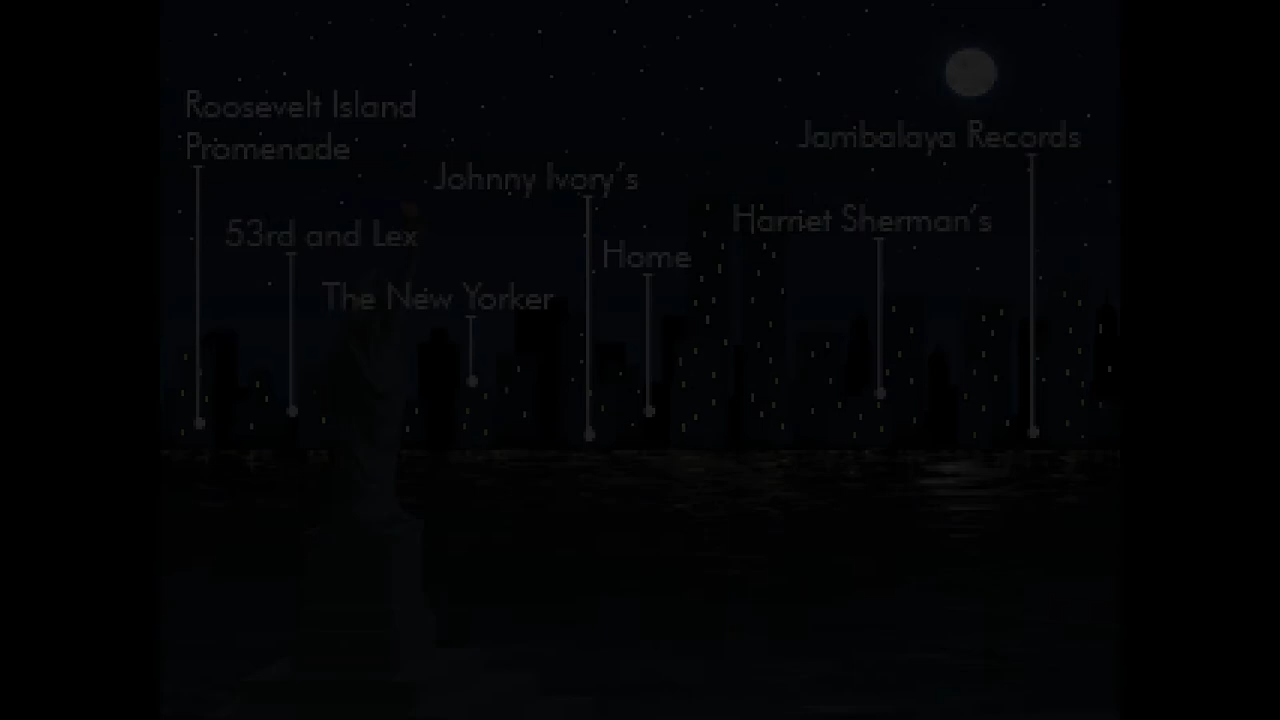 Roosevelt Island
Promenade
Jambalaya Records
Johnny Ivory's
Harriet Sherman's
53rd and Lex
Home
The New Yorker